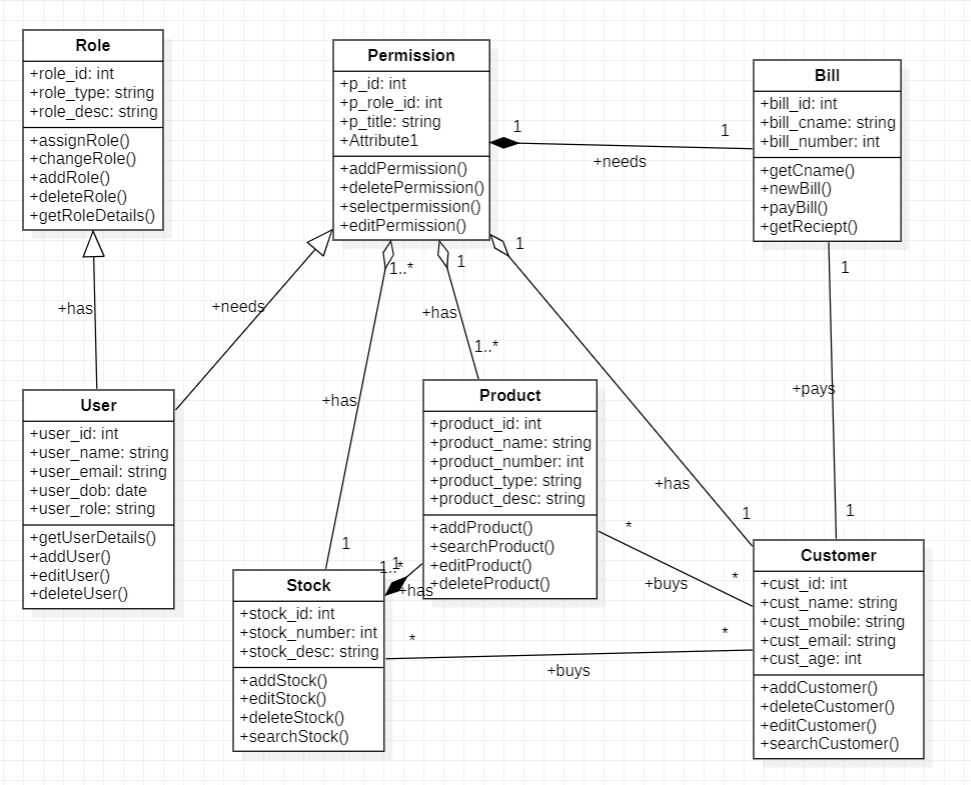 Role
+role_id: int
+role_type: string
+role_desc: string
+assignRole()
+changeRole()
+addRole()
+deleteRole()
+getRoleDetails()
Permission
+p_id: int
+p_role_id: int
+p_title: string
+Attribute1
+addPermission()
+deletePermission()
+selectpermission()
+editPermission()
Bill
+bill_id: int
+bill_cname: string
+bill_number: int
+getCname()
+newBill()
+payBill()
+getReciept()
1
1
+needs
+has
+needs
1..*
1
1
1
+has
1..*
+has
+pays
+has
1
1
1
User
+user_id: int
+user_name: string
+user_email: string
+user_dob: date
+user_role: string
+getUserDetails()
+addUser()
+editUser()
+deleteUser()
Product
+product_id: int
+product_name: string
+product_number: int
+product_type: string
+product_desc: string
+addProduct()
+searchProduct()
+editProduct()
+deleteProduct()
*
*
+buys
1..*
1
+has
Stock
+stock_id: int
+stock_number: int
+stock_desc: string
+addStock()
+editStock()
+deleteStock()
+searchStock()
*
*
+buys
Customer
+cust_id: int
+cust_name: string
+cust_mobile: string
+cust_email: string
+cust_age: int
+addCustomer()
+deleteCustomer()
+editCustomer()
+searchCustomer()